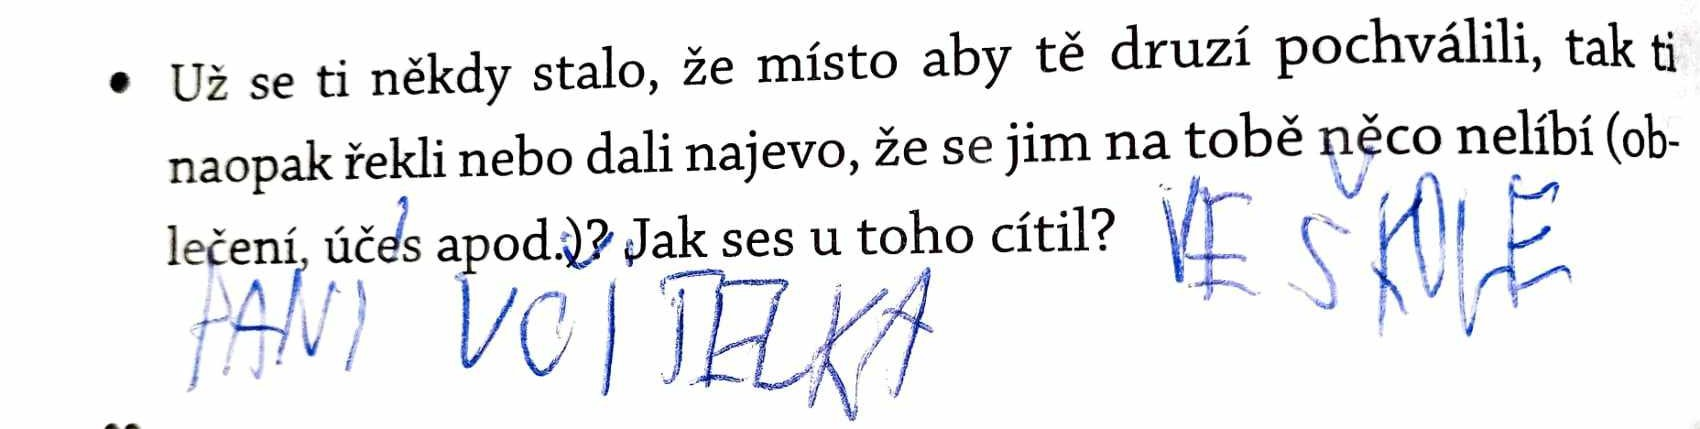 • Už se ti někdy stalo, že místo aby tě druzí pochválili, tak ti
naopak řekli nebo dali najevo, že se jim na tobě něco nelíbí (ob-
lečení, účes apod.)? Jak ses u toho cítil? VE ŠKOLE
PANÍ UČITELKA